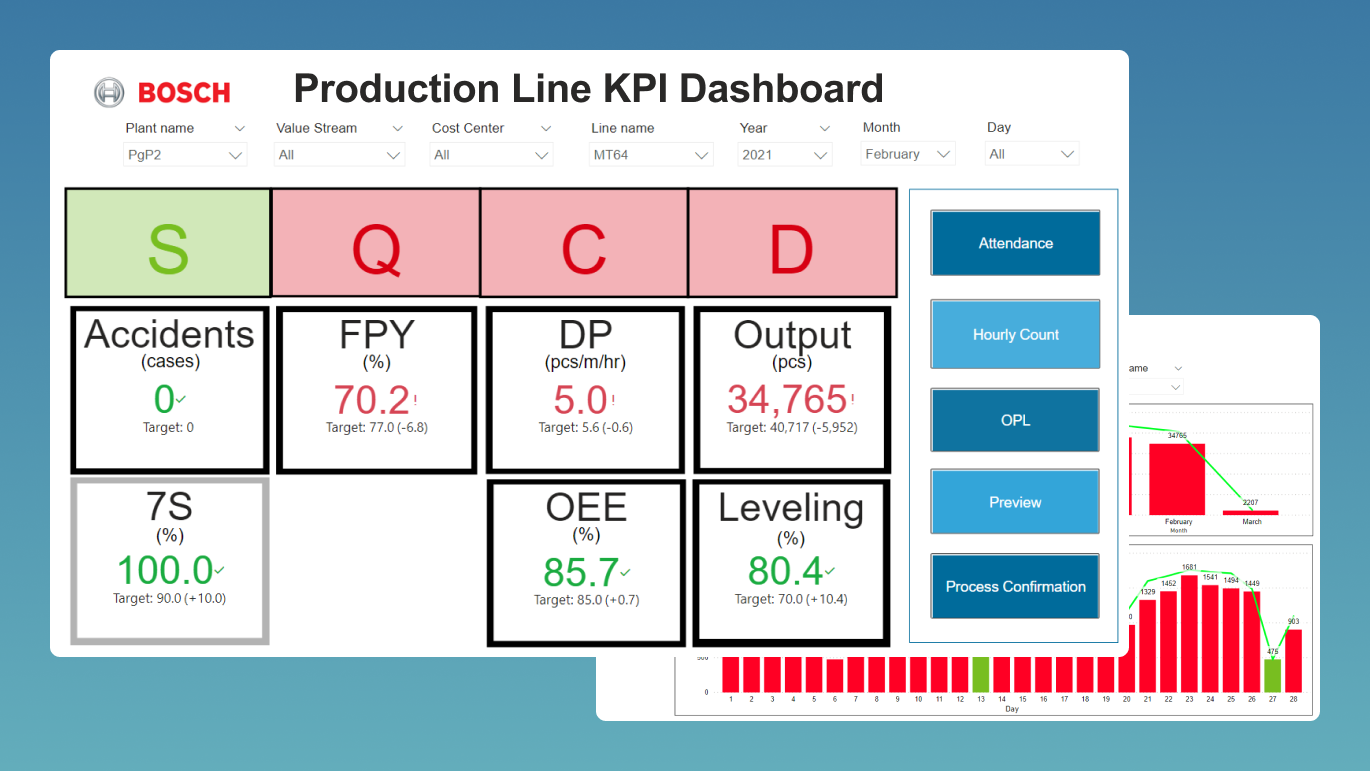 BOSCH
Production Line KPI Dashboard
Plant name Value Stream Cost Center Line name Year Month Day
PgP2 All All MT64 2021 February All
S Q C D
Accidents FPY DP Output
(cases) (%) (pcs/m/hr) (pcs)
0 70.2! 5.0! 34,765!
Target: 0 Target: 77.0 (-6.8) Target: 5.6 (-0.6) Target: 40,717 (-5,952)
7S OEE Leveling
(%) (%) (%)
100.0 85.7 80.4
Target: 90.0 (+10.0) Target: 85.0 (+0.7) Target: 70.0 (+10.4)
Attendance
Hourly Count
OPL
Preview
Process Confirmation
ame
34765
2207
February March
Month
1681
1541
1494
1452 1449
1329
0
903
475
0
1 2 3 4 5 6 7 8 9 10 11 12 13 14 15 16 17 18 19 20 21 22 23 24 25 26 27 28
Day